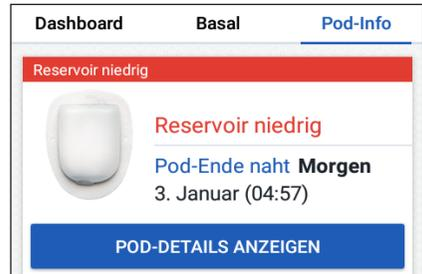 Dashboard Basal Pod-Info
Reservoir niedrig
Reservoir niedrig
Pod-Ende naht Morgen
3. Januar (04:57)
POD-DETAILS ANZEIGEN